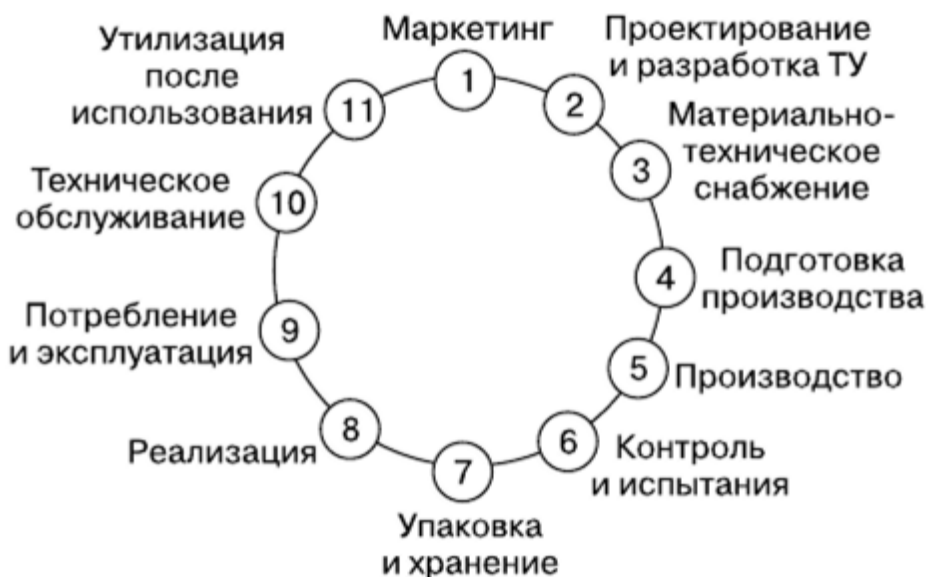 Маркетинг
1
Проектирование
и разработка ТУ
2
Материально-
техническое
снабжение
3
Подготовка
производства
4
Производство
5
Контроль
и испытания
6
Упаковка
и хранение
7
Реализация
8
Потребление
и эксплуатация
9
Техническое
обслуживание
10
Утилизация
после
использования
11